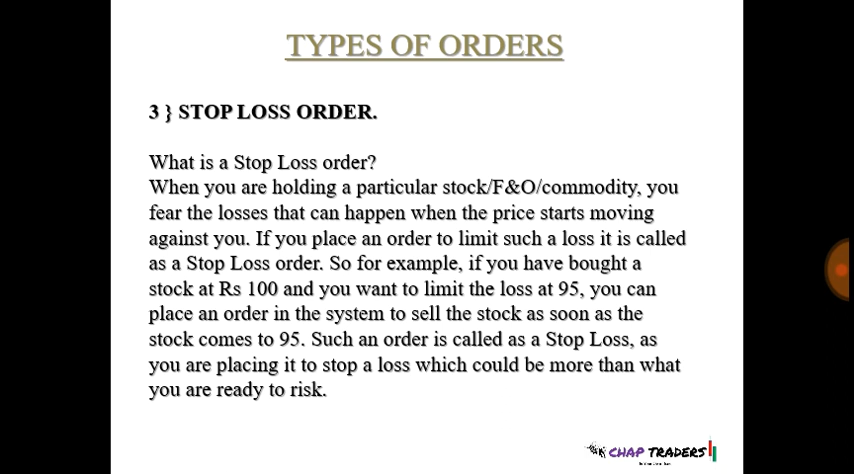 TYPES OF ORDERS
3 } STOP LOSS ORDER.
What is a Stop Loss order?
When you are holding a particular stock/F&O/commodity, you
fear the losses that can happen when the price starts moving
against you. If you place an order to limit such a loss it is called
as a Stop Loss order. So for example, if you have bought a
stock at Rs 100 and you want to limit the loss at 95, you can
place an order in the system to sell the stock as soon as the
stock comes to 95. Such an order is called as a Stop Loss, as
you are placing it to stop a loss which could be more than what
you are ready to risk.
CHAP TRADERS